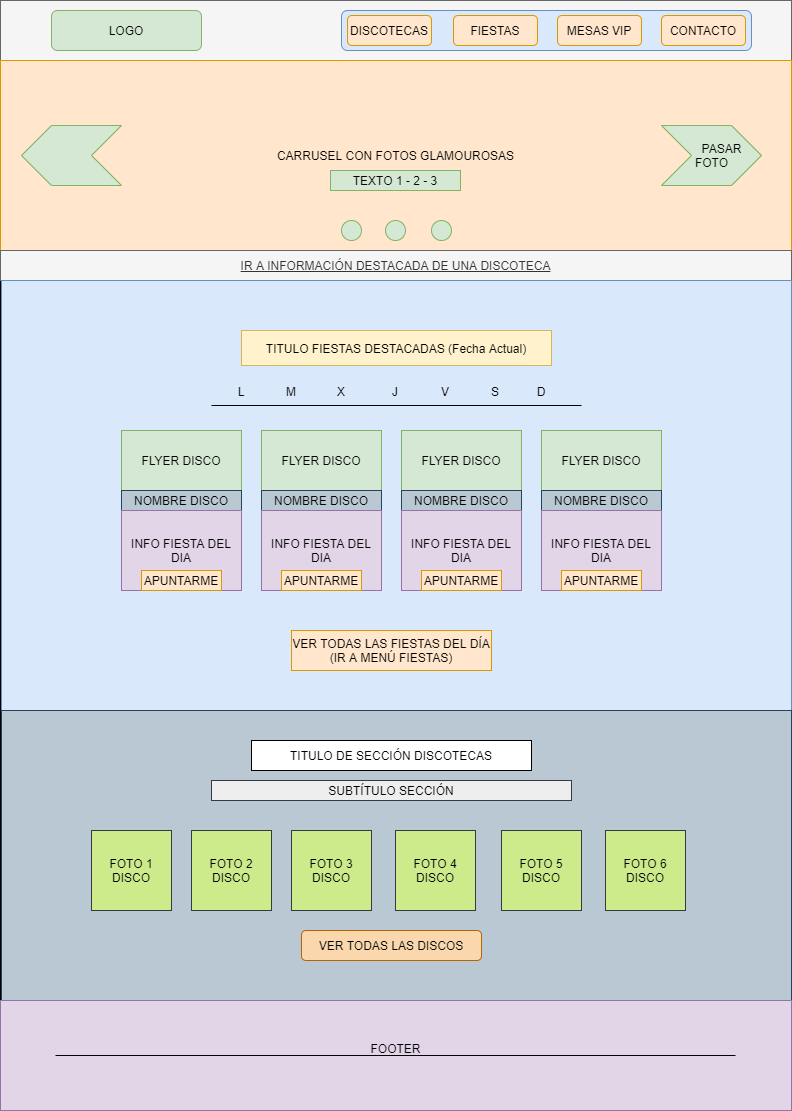 LOGO
DISCOTECAS
FIESTAS
MESAS VIP
CONTACTO
PASAR
FOTO
CARRUSEL CON FOTOS GLAMOUROSAS
TEXTO 1 - 2 - 3
IR A INFORMACIÓN DESTACADA DE UNA DISCOTECA
TITULO FIESTAS DESTACADAS (Fecha Actual)
L M X J V S D
FLYER DISCO
NOMBRE DISCO
INFO FIESTA DEL
DIA
APUNTARME
FLYER DISCO
NOMBRE DISCO
INFO FIESTA DEL
DIA
APUNTARME
FLYER DISCO
NOMBRE DISCO
INFO FIESTA DEL
DIA
APUNTARME
FLYER DISCO
NOMBRE DISCO
INFO FIESTA DEL
DIA
APUNTARME
VER TODAS LAS FIESTAS DEL DÍA
(IR A MENÚ FIESTAS)
TITULO DE SECCIÓN DISCOTECAS
SUBTÍTULO SECCIÓN
FOTO 1
DISCO
FOTO 2
DISCO
FOTO 3
DISCO
FOTO 4
DISCO
FOTO 5
DISCO
FOTO 6
DISCO
VER TODAS LAS DISCOS
FOOTER